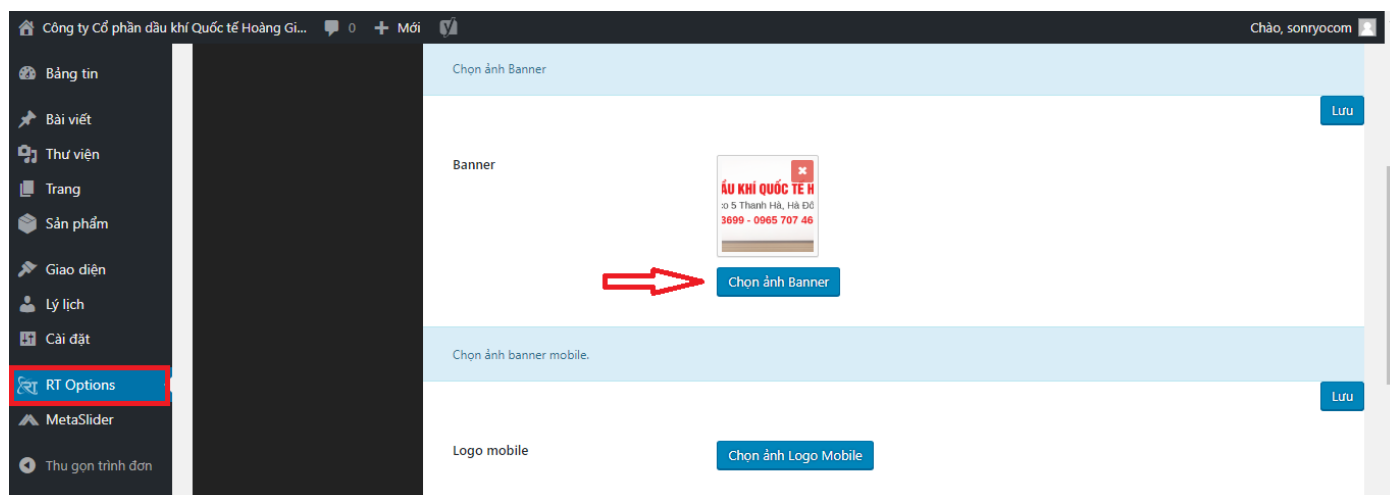 Công ty Cổ phần dầu khí Quốc tế Hoàng Gi... 0 + Mới
Chào, sonryocom
Bảng tin
Bài viết
Thư viện
Trang
Sản phẩm
Giao diện
Lý lịch
Cài đặt
RT Options
MetaSlider
Thu gọn trình đơn
Chọn ảnh Banner
Lưu
Banner
ẦU KHÍ QUỐC TẾ H
o 5 Thanh Hà, Hà Đô
3699 - 0965 707 46
Chọn ảnh Banner
Chọn ảnh banner mobile.
Lưu
Logo mobile
Chọn ảnh Logo Mobile